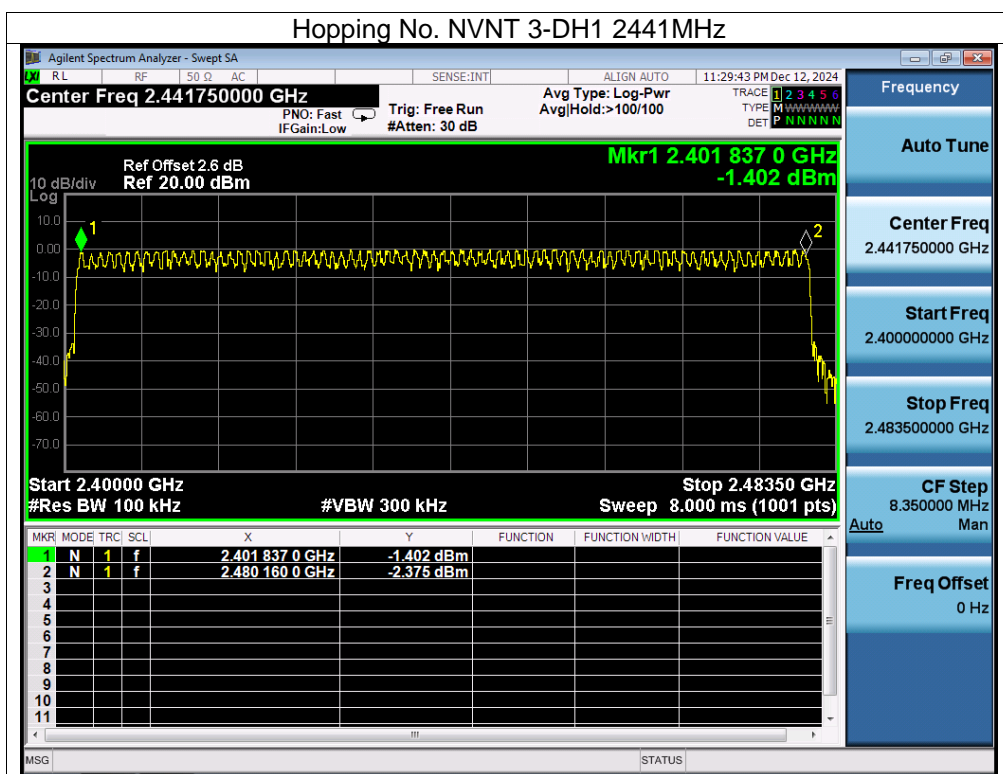 Hopping No. NVNT 3-DH1 2441MHz
Agilent Spectrum Analyzer - Swept SA
LXI RL RF 50 Ω AC SENSE:INT ALIGN AUTO 11:29:43 PM Dec 12, 2024
Center Freq 2.441750000 GHz
PNO: Fast
IFGain:Low
Trig: Free Run
#Atten: 30 dB
Avg Type: Log-Pwr
Avg|Hold:>100/100
TRACE 1 2 3 4 5 6
TYPE M WWWWW
DET P N N N N N
Mkr1 2.401 837 0 GHz
-1.402 dBm
Ref Offset 2.6 dB
10 dB/div Ref 20.00 dBm
Log
10.0
0.00
-10.0
-20.0
-30.0
-40.0
-50.0
-60.0
-70.0
1
2
Start 2.40000 GHz Stop 2.48350 GHz
#Res BW 100 kHz #VBW 300 kHz Sweep 8.000 ms (1001 pts)
MKR MODE TRC SCL X Y FUNCTION FUNCTION WIDTH FUNCTION VALUE
1 N 1 f 2.401 837 0 GHz -1.402 dBm
2 N 1 f 2.480 160 0 GHz -2.375 dBm
3
4
5
6
7
8
9
10
11
MSG STATUS
Frequency
Auto Tune
Center Freq
2.441750000 GHz
Start Freq
2.400000000 GHz
Stop Freq
2.483500000 GHz
CF Step
8.350000 MHz
Auto Man
Freq Offset
0 Hz